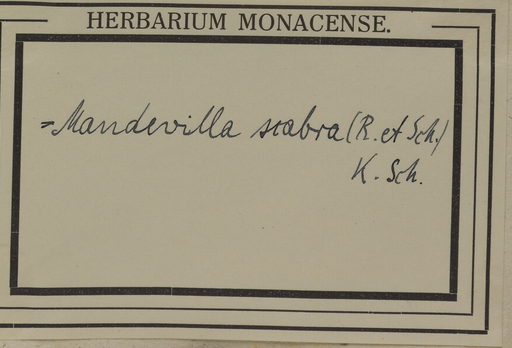 HERBARIUM MONACENSE.
= Mandevilla scabra (R. et Sch.)
K. Sch.